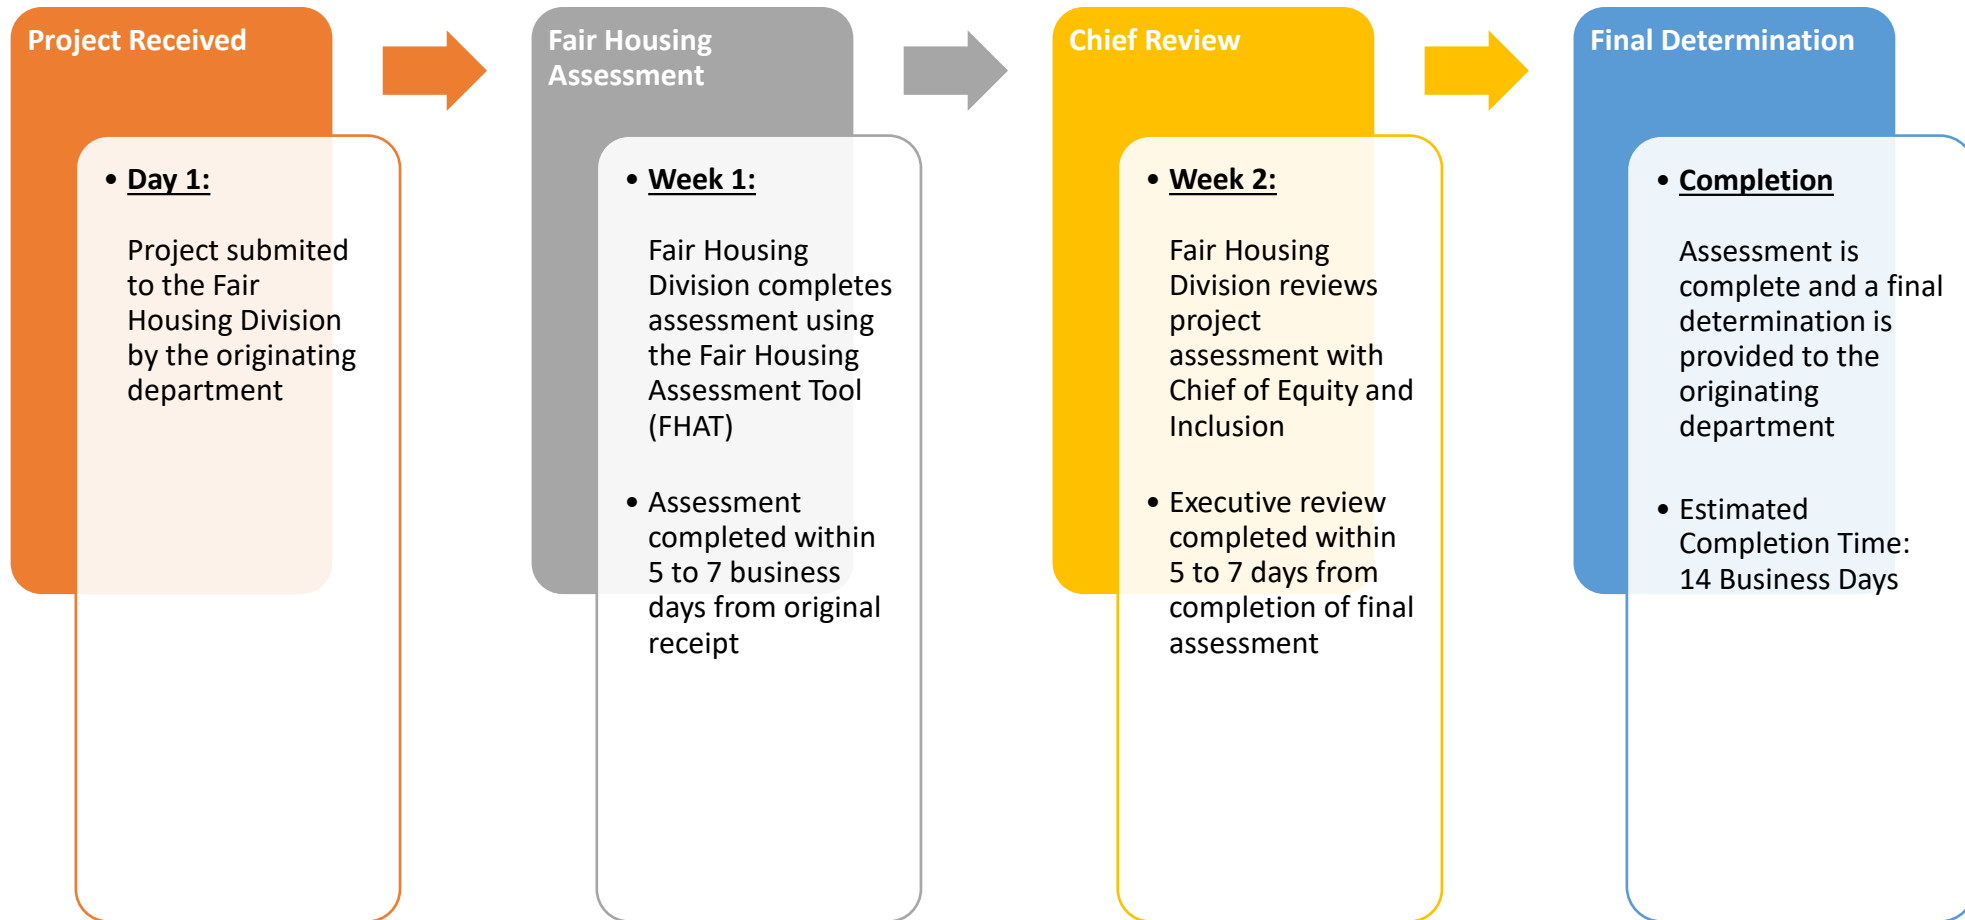 Project Received
• Day 1:
Project submited
to the Fair
Housing Division
by the originating
department
Fair Housing
Assessment
• Week 1:
Fair Housing
Division completes
assessment using
the Fair Housing
Assessment Tool
(FHAT)
• Assessment
completed within
5 to 7 business
days from original
receipt
Chief Review
• Week 2:
Fair Housing
Division reviews
project
assessment with
Chief of Equity and
Inclusion
• Executive review
completed within
5 to 7 days from
completion of final
assessment
Final Determination
• Completion
Assessment is
complete and a final
determination is
provided to the
originating
department
• Estimated
Completion Time:
14 Business Days